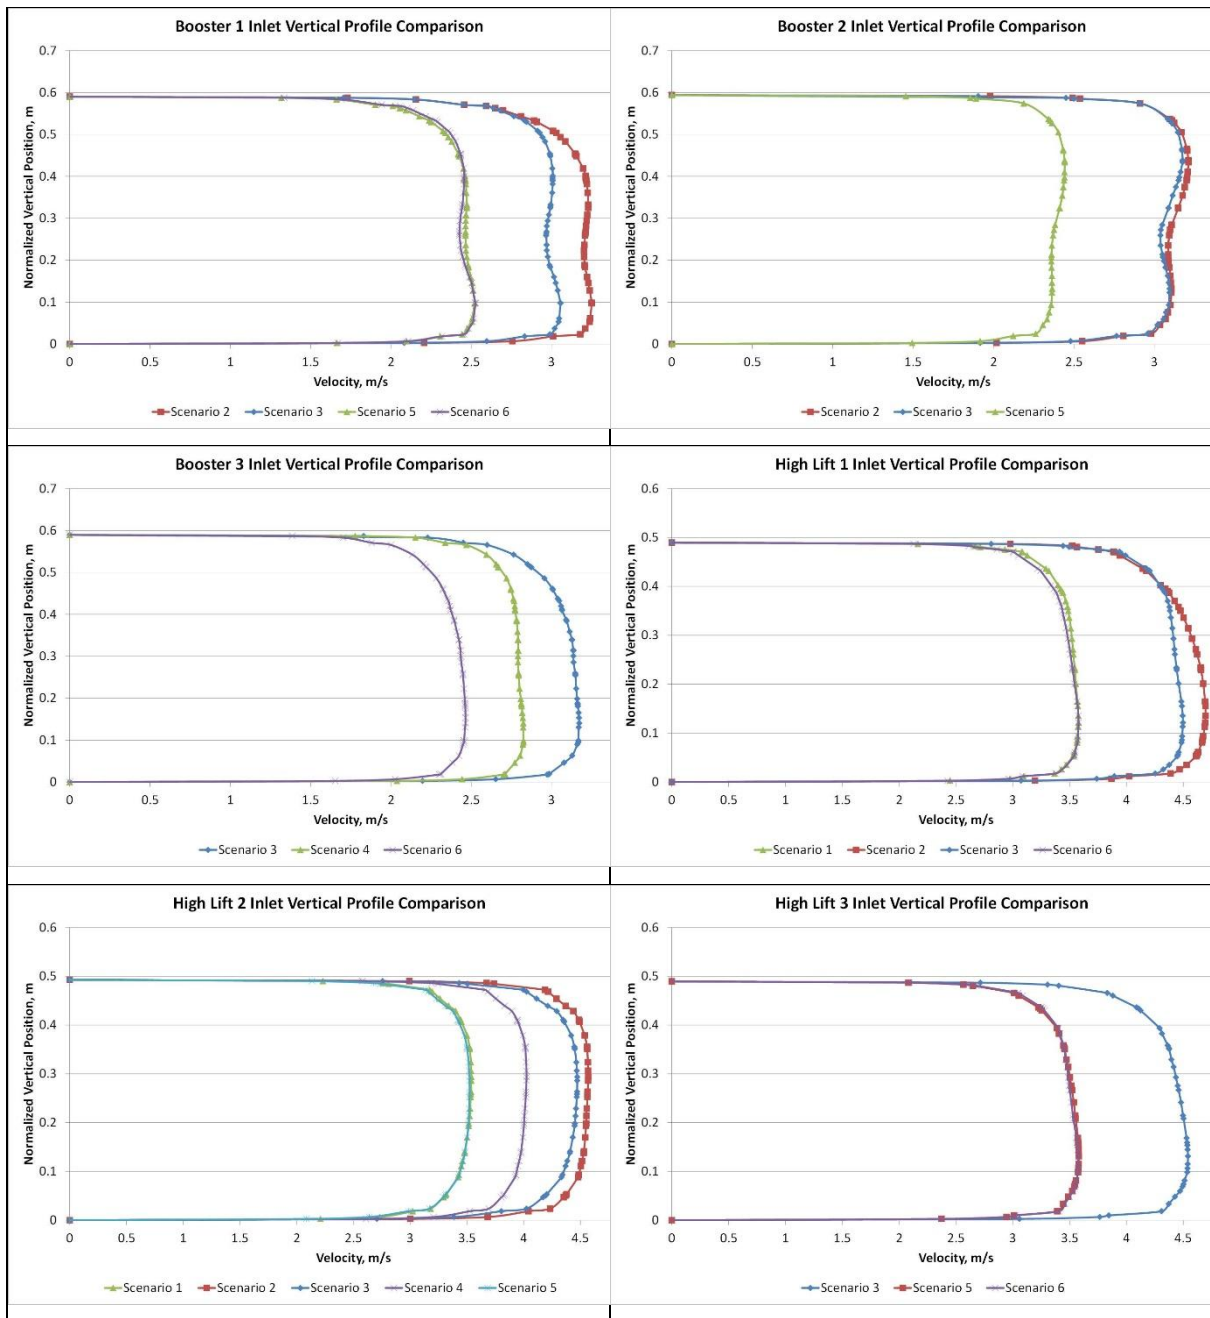 Booster 1 Inlet Vertical Profile Comparison
Normalized Vertical Position, m
0.7
0.6
0.5
0.4
0.3
0.2
0.1
0
0 0.5 1 1.5 2 2.5 3
Velocity, m/s
Scenario 2 Scenario 3 Scenario 5 Scenario 6
Booster 2 Inlet Vertical Profile Comparison
Normalized Vertical Position, m
0.7
0.6
0.5
0.4
0.3
0.2
0.1
0
0 0.5 1 1.5 2 2.5 3
Velocity, m/s
Scenario 2 Scenario 3 Scenario 5
Booster 3 Inlet Vertical Profile Comparison
Normalized Vertical Position, m
0.7
0.6
0.5
0.4
0.3
0.2
0.1
0
0 0.5 1 1.5 2 2.5 3
Velocity, m/s
Scenario 3 Scenario 4 Scenario 6
High Lift 1 Inlet Vertical Profile Comparison
Normalized Vertical Position, m
0.6
0.5
0.4
0.3
0.2
0.1
0
0 0.5 1 1.5 2 2.5 3 3.5 4 4.5
Velocity, m/s
Scenario 1 Scenario 2 Scenario 3 Scenario 6
High Lift 2 Inlet Vertical Profile Comparison
Normalized Vertical Position, m
0.6
0.5
0.4
0.3
0.2
0.1
0
0 0.5 1 1.5 2 2.5 3 3.5 4 4.5
Velocity, m/s
Scenario 1 Scenario 2 Scenario 3 Scenario 4 Scenario 5
High Lift 3 Inlet Vertical Profile Comparison
Normalized Vertical Position, m
0.6
0.5
0.4
0.3
0.2
0.1
0
0 0.5 1 1.5 2 2.5 3 3.5 4 4.5
Velocity, m/s
Scenario 3 Scenario 5 Scenario 6